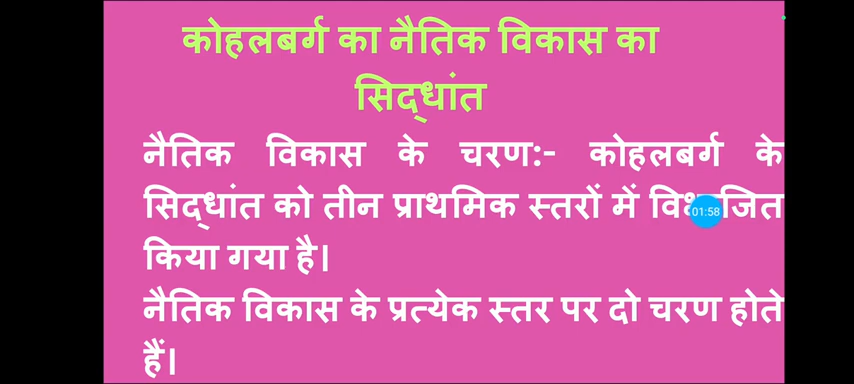 कोहलबर्ग का नैतिक विकास का
सिद्धांत
नैतिक विकास के चरण:- कोहलबर्ग के
सिद्धांत को तीन प्राथमिक स्तरों में विभाजित
01:58
किया गया है।
नैतिक विकास के प्रत्येक स्तर पर दो चरण होते
हैं।